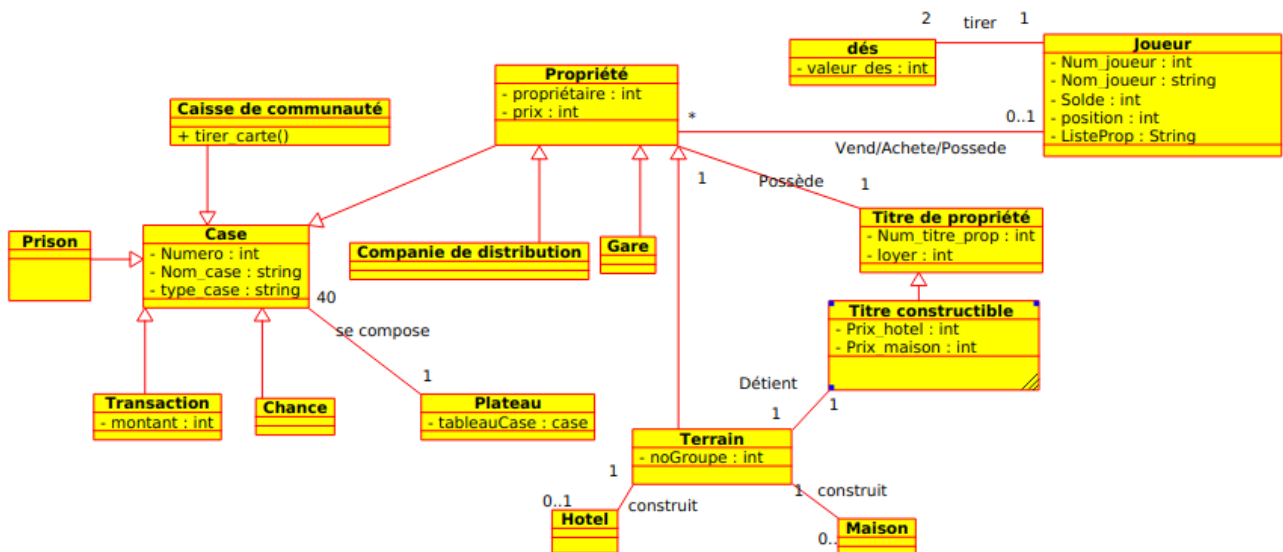 2 tirer 1
dés
- valeur_des : int
Joueur
- Num_joueur : int
- Nom_joueur : string
- Solde : int
- position : int
- ListeProp : String
Propriété
- propriétaire : int
- prix : int
* 0..1
Vend/Achete/Possede
Caisse de communauté
+ tirer_carte()
1 Possède 1
Titre de propriété
- Num_titre_prop : int
- loyer : int
Prison
Case
- Numero : int
- Nom_case : string
- type_case : string
Companie de distribution
Gare
40
se compose
1
Titre constructible
- Prix_hotel : int
- Prix_maison : int
Transaction
- montant : int
Chance
Plateau
- tableauCase : case
Détient
1 1
Terrain
- noGroupe : int
1
0..1 construit
1 construit
Hotel
0..
Maison